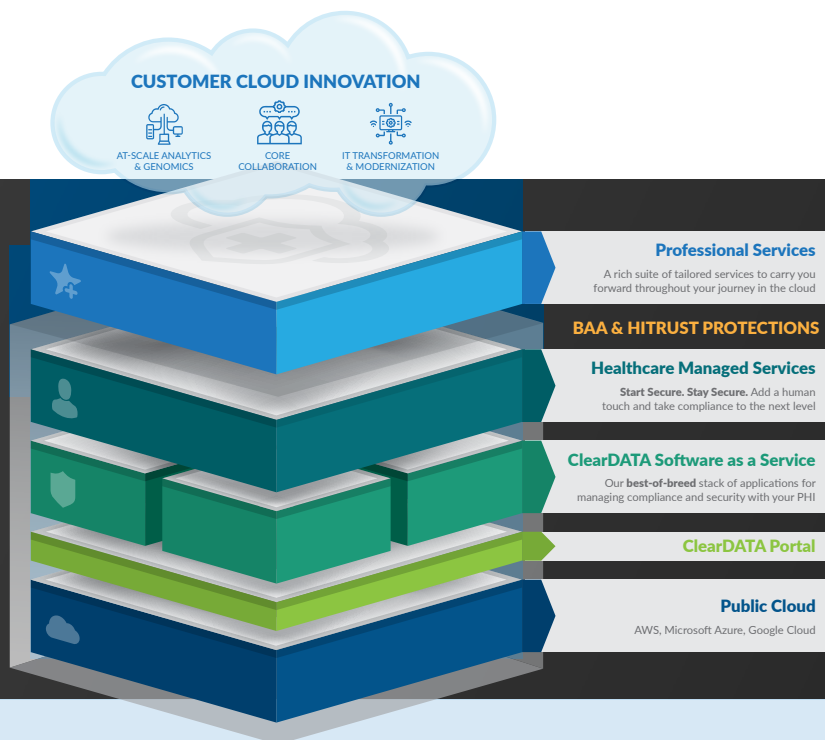 CUSTOMER CLOUD INNOVATION
AT-SCALE ANALYTICS
& GENOMICS
CORE
COLLABORATION
IT TRANSFORMATION
& MODERNIZATION
Professional Services
A rich suite of tailored services to carry you
forward throughout your journey in the cloud
BAA & HITRUST PROTECTIONS
Healthcare Managed Services
Start Secure. Stay Secure. Add a human
touch and take compliance to the next level
ClearDATA Software as a Service
Our best-of-breed stack of applications for
managing compliance and security with your PHI
ClearDATA Portal
Public Cloud
AWS, Microsoft Azure, Google Cloud